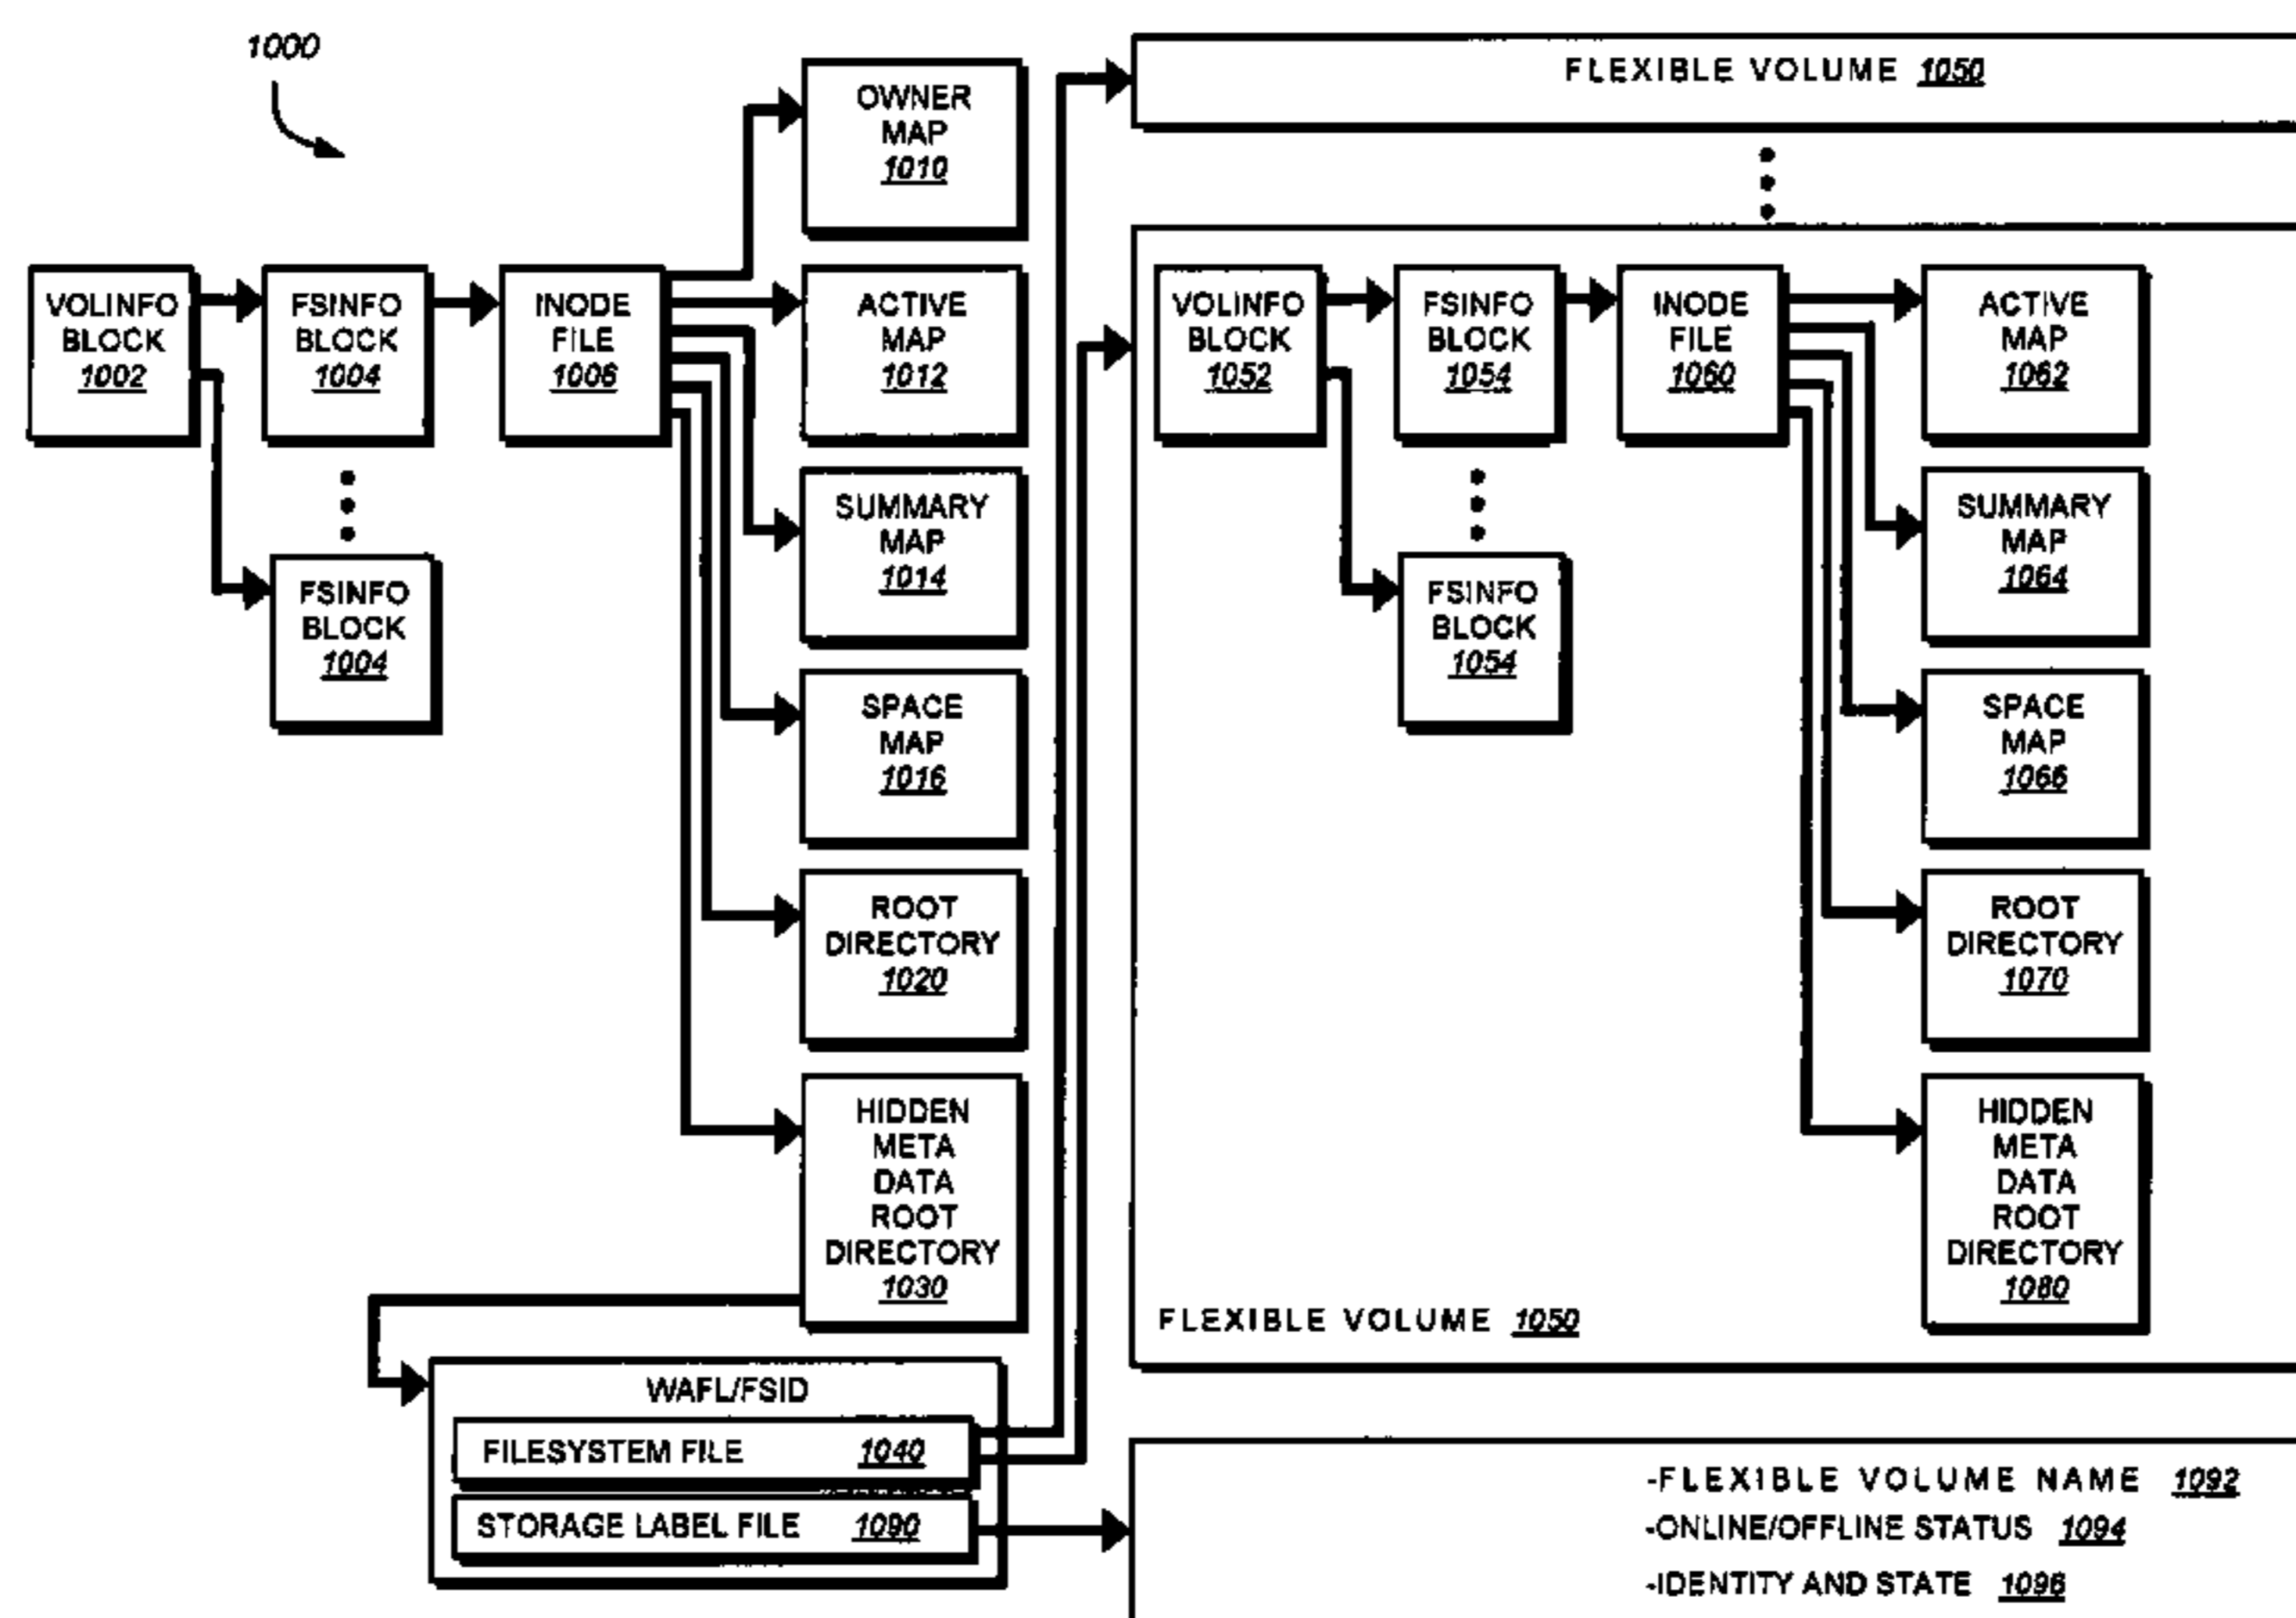 1000
OWNER
MAP
1010
VOLINFO
BLOCK
1002
FSINFO
BLOCK
1004
INODE
FILE
1006
ACTIVE
MAP
1012
FSINFO
BLOCK
1004
SUMMARY
MAP
1014
SPACE
MAP
1016
ROOT
DIRECTORY
1020
HIDDEN
META
DATA
ROOT
DIRECTORY
1030
WAFL/FSID
FILESYSTEM FILE 1040
STORAGE LABEL FILE 1090
FLEXIBLE VOLUME 1050
VOLINFO
BLOCK
1052
FSINFO
BLOCK
1054
INODE
FILE
1060
ACTIVE
MAP
1062
FSINFO
BLOCK
1054
SUMMARY
MAP
1064
SPACE
MAP
1066
ROOT
DIRECTORY
1070
HIDDEN
META
DATA
ROOT
DIRECTORY
1080
FLEXIBLE VOLUME 1050
-FLEXIBLE VOLUME NAME 1092
-ONLINE/OFFLINE STATUS 1094
-IDENTITY AND STATE 1096